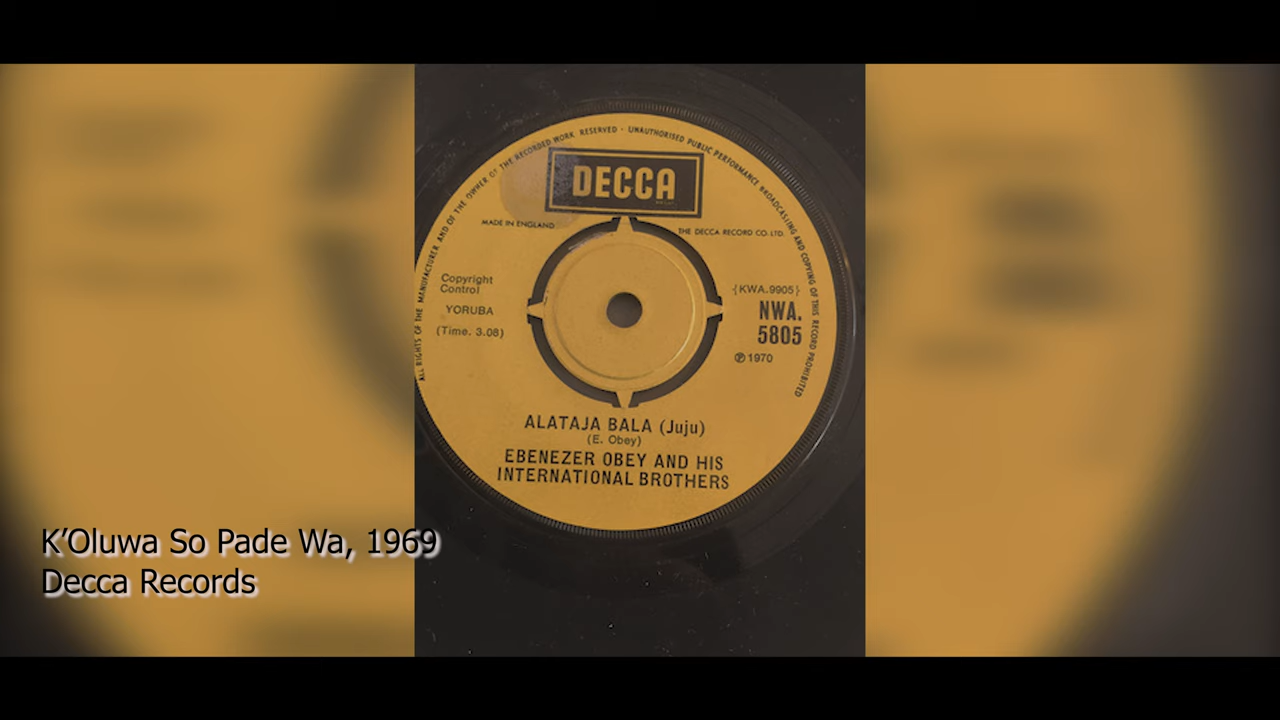 ALL RIGHTS OF THE MANUFACTURER AND OF THE OWNER OF THE RECORDED WORK RESERVED · UNAUTHORISED PUBLIC PERFORMANCE BROADCASTING AND COPYING OF THIS RECORD PROHIBITED
DECCA
MADE IN ENGLAND
THE DECCA RECORD CO. LTD.
Copyright
Control
YORUBA
(Time. 3.08)
{KWA.9905}
NWA.
5805
℗ 1970
ALATAJA BALA (Juju)
(E. Obey)
EBENEZER OBEY AND HIS
INTERNATIONAL BROTHERS
K’Oluwa So Pade Wa, 1969
Decca Records